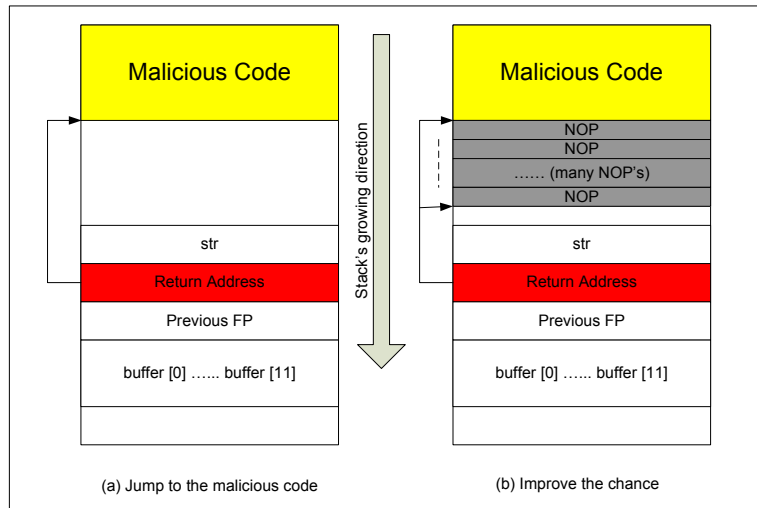 Malicious Code
str
Return Address
Previous FP
buffer [0] …... buffer [11]
(a) Jump to the malicious code
Stack's growing direction
Malicious Code
NOP
NOP
…... (many NOP's)
NOP
str
Return Address
Previous FP
buffer [0] …... buffer [11]
(b) Improve the chance